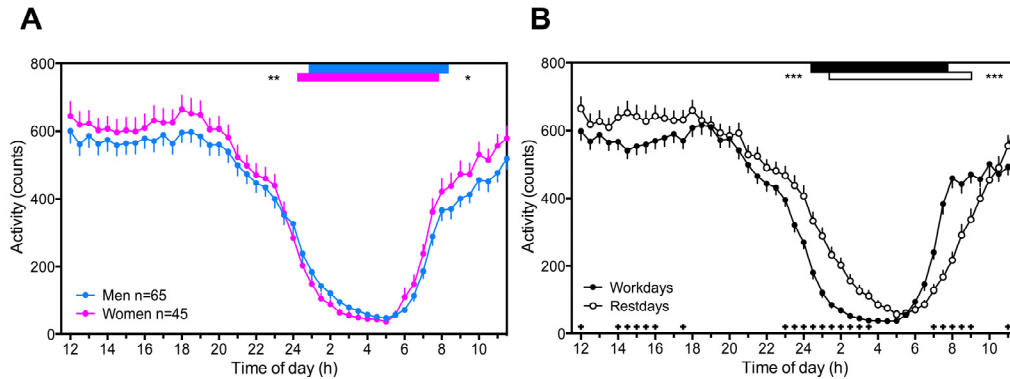 A
B
800
600
400
200
0
Activity (counts)
** *
Men n=65
Women n=45
12 14 16 18 20 22 24 2 4 6 8 10
Time of day (h)
800
600
400
200
0
Activity (counts)
*** ***
Workdays
Restdays
12 14 16 18 20 22 24 2 4 6 8 10
Time of day (h)